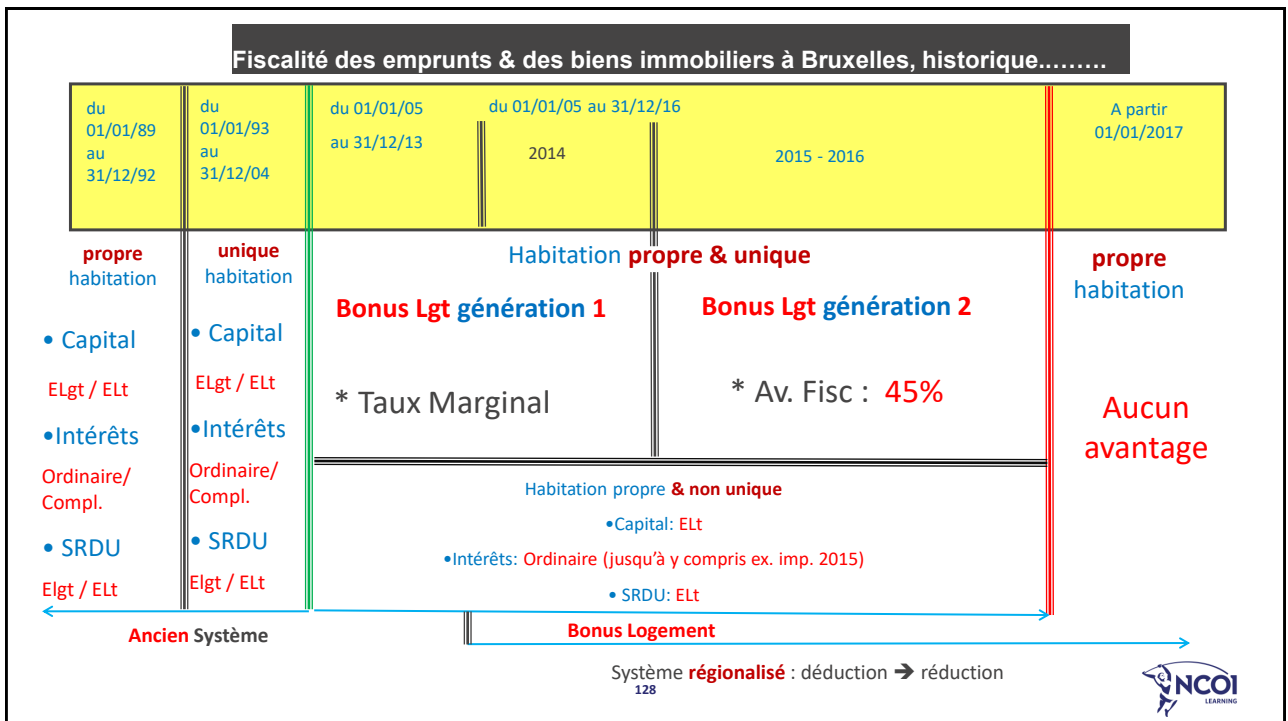 Fiscalité des emprunts & des biens immobiliers à Bruxelles, historique........
du
01/01/89
au
31/12/92
du
01/01/93
au
31/12/04
du 01/01/05
au 31/12/13
du 01/01/05 au 31/12/16
2014
2015 - 2016
A partir
01/01/2017
propre
habitation
• Capital
ELgt / ELt
•Intérêts
Ordinaire/
Compl.
• SRDU
Elgt / ELt
unique
habitation
• Capital
ELgt / ELt
•Intérêts
Ordinaire/
Compl.
• SRDU
Elgt / ELt
Habitation propre & unique
Bonus Lgt génération 1
* Taux Marginal
Bonus Lgt génération 2
* Av. Fisc : 45%
Habitation propre & non unique
•Capital: ELt
•Intérêts: Ordinaire (jusqu'à y compris ex. imp. 2015)
• SRDU: ELt
propre
habitation
Aucun
avantage
Ancien Système
Bonus Logement
Système régionalisé : déduction ➔ réduction
128
NCOI
LEARNING